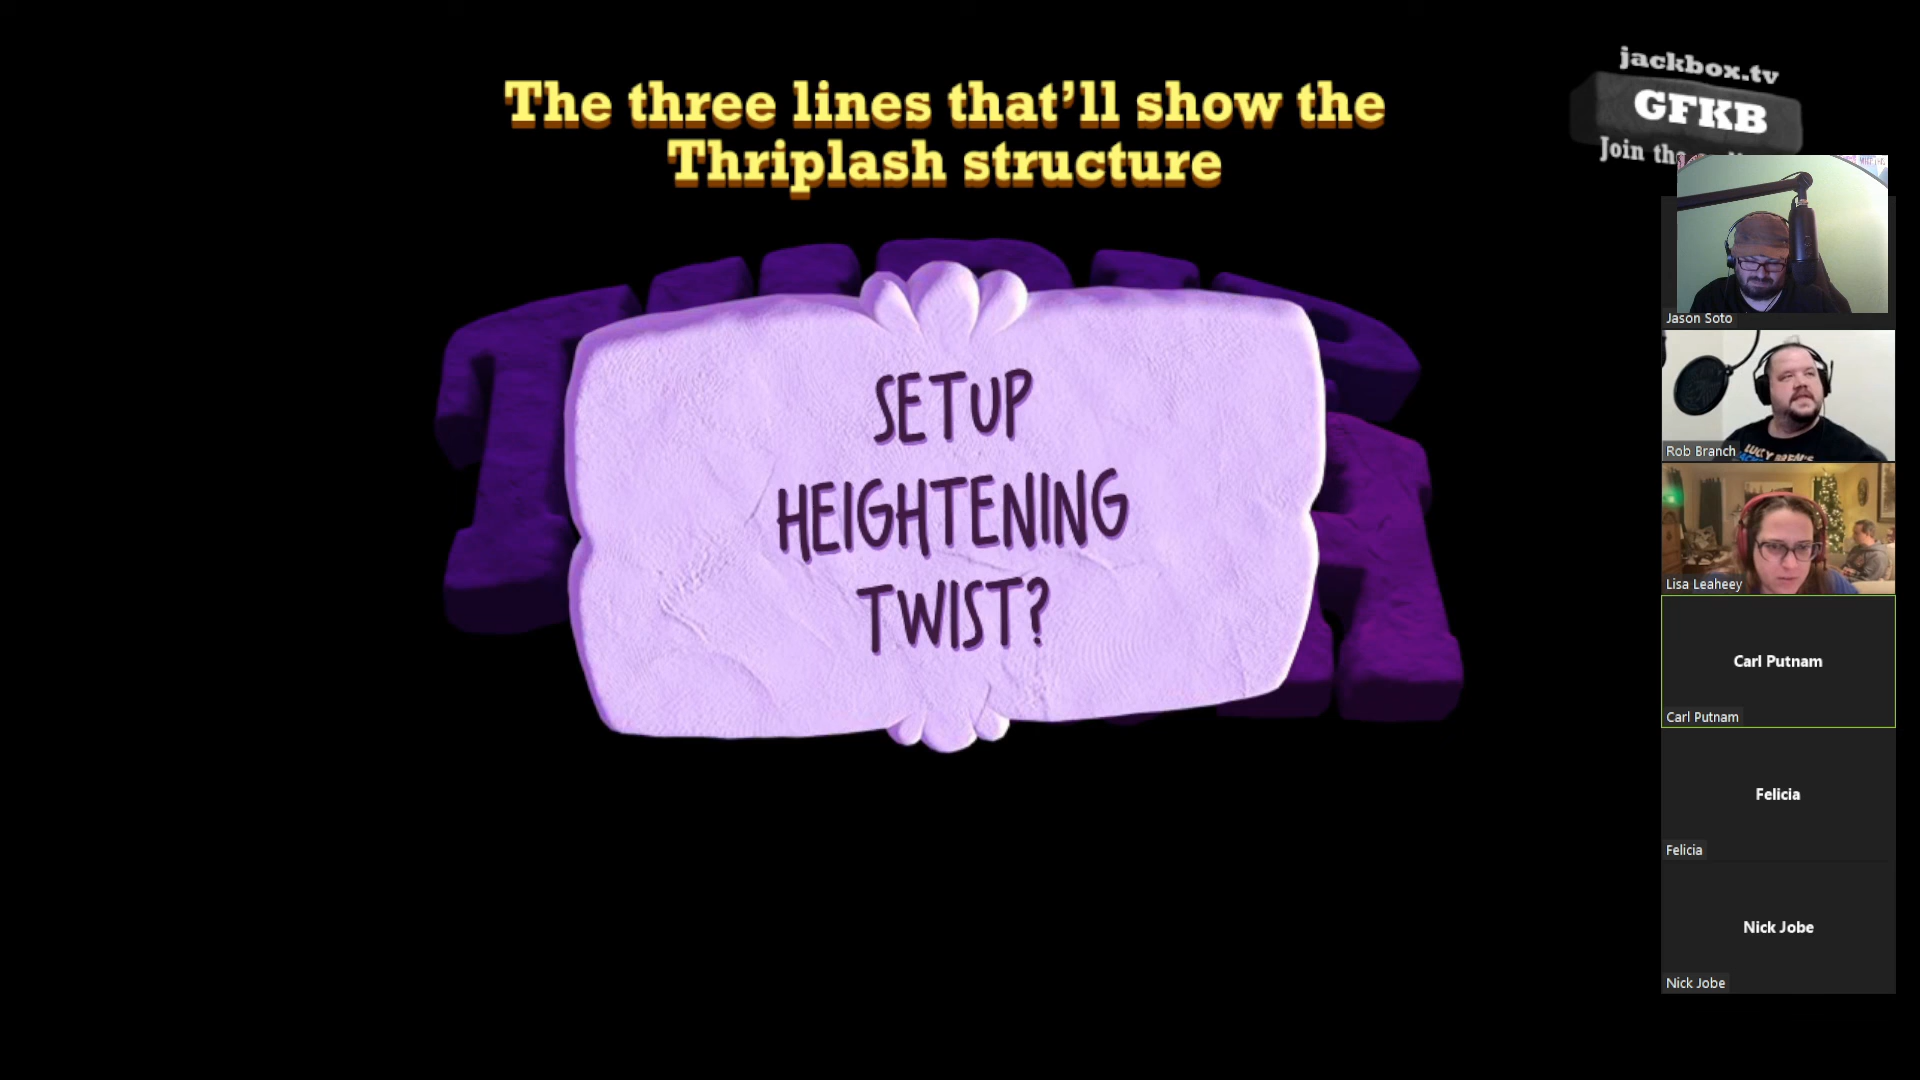 The three lines that'll show the
Thriplash structure
SETUP
HEIGHTENING
TWIST?
jackbox.tv
GFKB
Join the
Jason Soto
Rob Branch
Lisa Leaheey
Carl Putnam
Carl Putnam
Felicia
Felicia
Nick Jobe
Nick Jobe